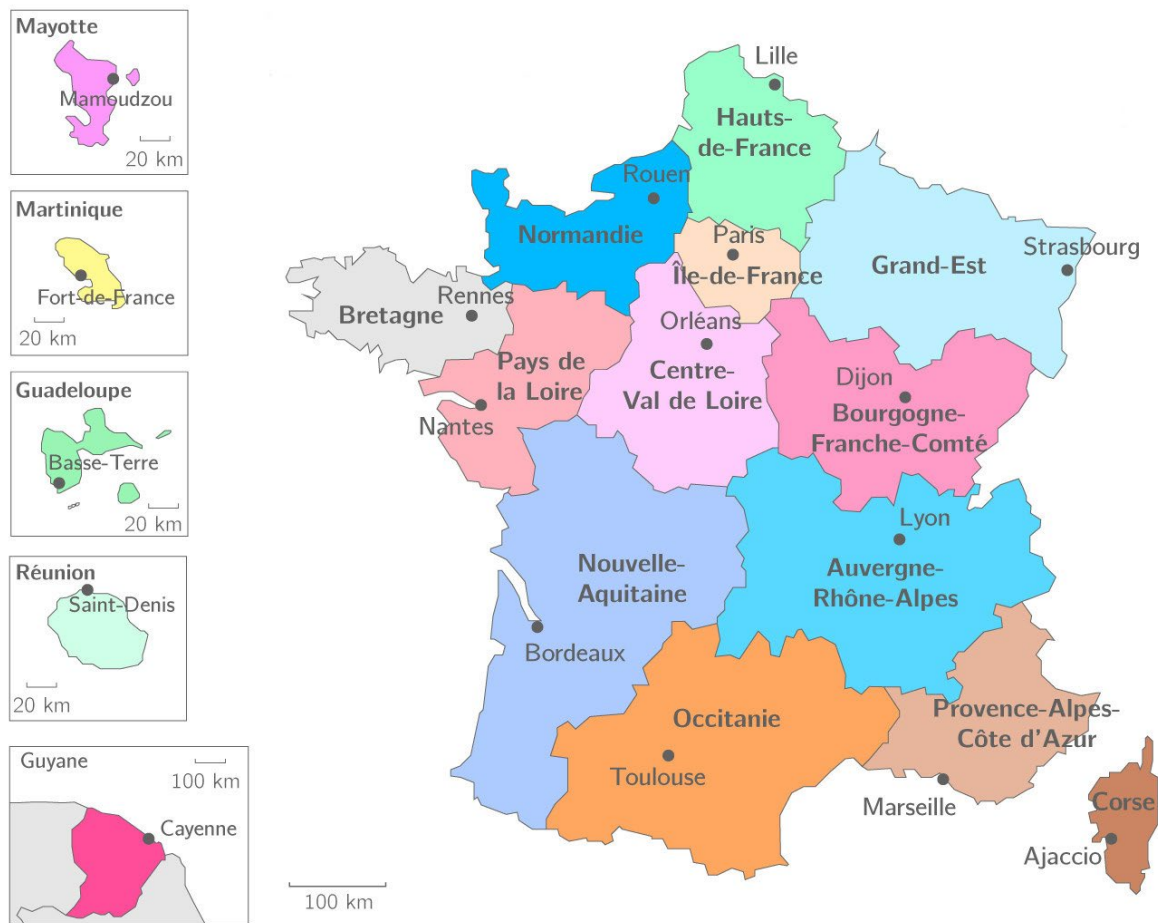 Mayotte
Mamoudzou
20 km
Martinique
Fort-de-France
20 km
Guadeloupe
Basse-Terre
20 km
Réunion
Saint-Denis
20 km
Guyane
100 km
Cayenne
Lille
Hauts-
de-France
Rouen
Normandie
Paris
Île-de-France
Grand-Est
Strasbourg
Rennes
Bretagne
Pays de
la Loire
Nantes
Orléans
Centre-
Val de Loire
Dijon
Bourgogne-
Franche-Comté
Lyon
Auvergne-
Rhône-Alpes
Nouvelle-
Aquitaine
Bordeaux
Occitanie
Toulouse
Provence-Alpes-
Côte d'Azur
Marseille
Corse
Ajaccio
100 km